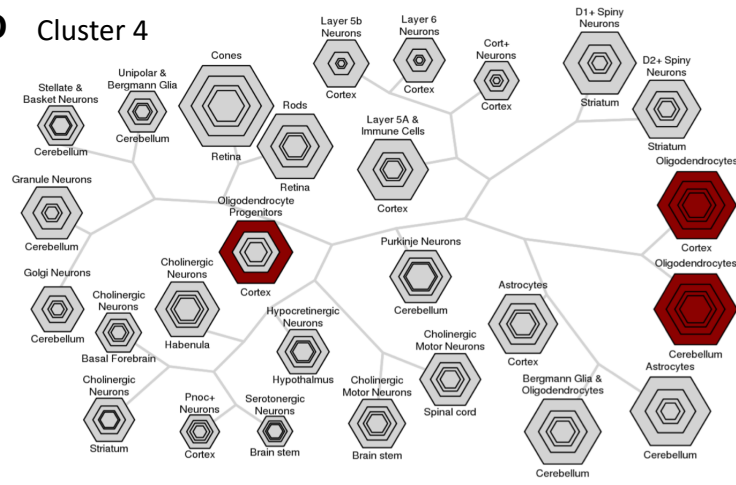 D Cluster 4
Layer 5b
Neurons
Cortex
Layer 6
Neurons
Cortex
Cort+
Neurons
Cortex
D1+ Spiny
Neurons
Striatum
D2+ Spiny
Neurons
Striatum
Stellate &
Basket Neurons
Cerebellum
Unipolar &
Bergmann Glia
Cerebellum
Cones
Retina
Rods
Retina
Layer 5A &
Immune Cells
Cortex
Oligodendrocytes
Cortex
Granule Neurons
Cerebellum
Oligodendrocyte
Progenitors
Cortex
Purkinje Neurons
Cerebellum
Oligodendrocytes
Cerebellum
Golgi Neurons
Cerebellum
Cholinergic
Neurons
Basal Forebrain
Cholinergic
Neurons
Habenula
Hypocretinergic
Neurons
Hypothalmus
Astrocytes
Cortex
Cholinergic
Motor Neurons
Spinal cord
Cholinergic
Neurons
Striatum
Pnoc+
Neurons
Cortex
Serotonergic
Neurons
Brain stem
Cholinergic
Motor Neurons
Brain stem
Bergmann Glia &
Oligodendrocytes
Cerebellum
Astrocytes
Cerebellum